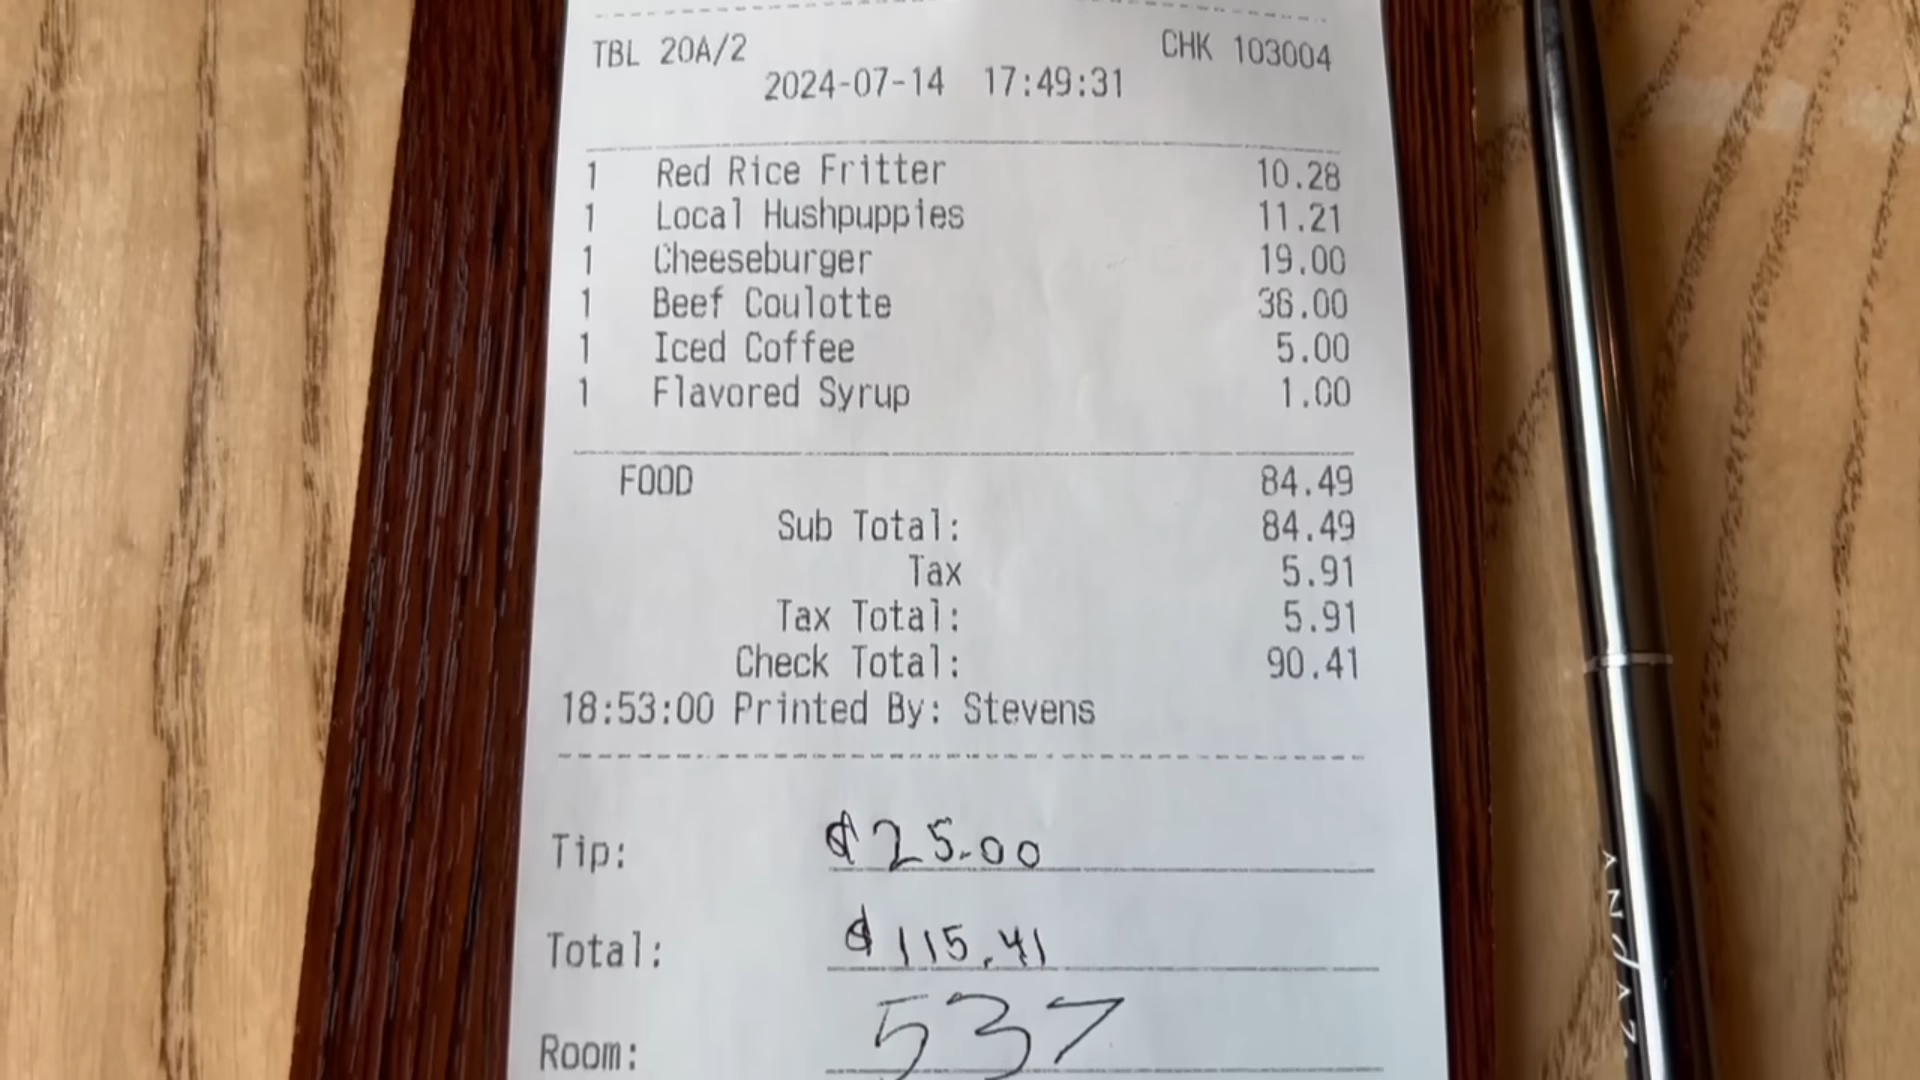 TBL 20A/2 CHK 103004
2024-07-14 17:49:31
1 Red Rice Fritter 10.28
1 Local Hushpuppies 11.21
1 Cheeseburger 19.00
1 Beef Coulotte 38.00
1 Iced Coffee 5.00
1 Flavored Syrup 1.00
FOOD 84.49
Sub Total: 84.49
Tax 5.91
Tax Total: 5.91
Check Total: 90.41
18:53:00 Printed By: Stevens
Tip: $25.00
Total: $115.41
Room: 537
ANdAZ